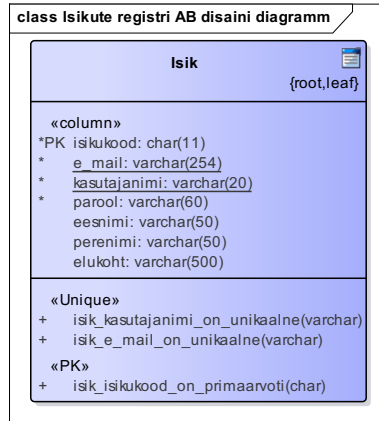 class Isikute registri AB disaini diagramm
Isik
{root,leaf}
«column»
*PK isikukood: char(11)
* e_mail: varchar(254)
* kasutajanimi: varchar(20)
* parool: varchar(60)
eesnimi: varchar(50)
perenimi: varchar(50)
elukoht: varchar(500)
«Unique»
+ isik_kasutajanimi_on_unikaalne(varchar)
+ isik_e_mail_on_unikaalne(varchar)
«PK»
+ isik_isikukood_on_primaarvoti(char)